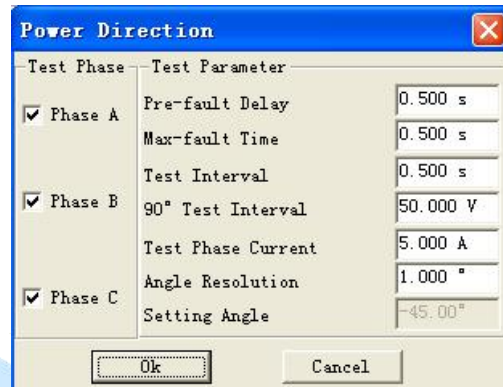 Power Direction
Test Phase
Test Parameter
Phase A
Phase B
Phase C
Pre-fault Delay 0.500 s
Max-fault Time 0.500 s
Test Interval 0.500 s
90° Test Interval 50.000 V
Test Phase Current 5.000 A
Angle Resolution 1.000 °
Setting Angle -45.00°
Ok
Cancel